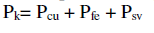 Pk= Pcu + Pfe + Psv